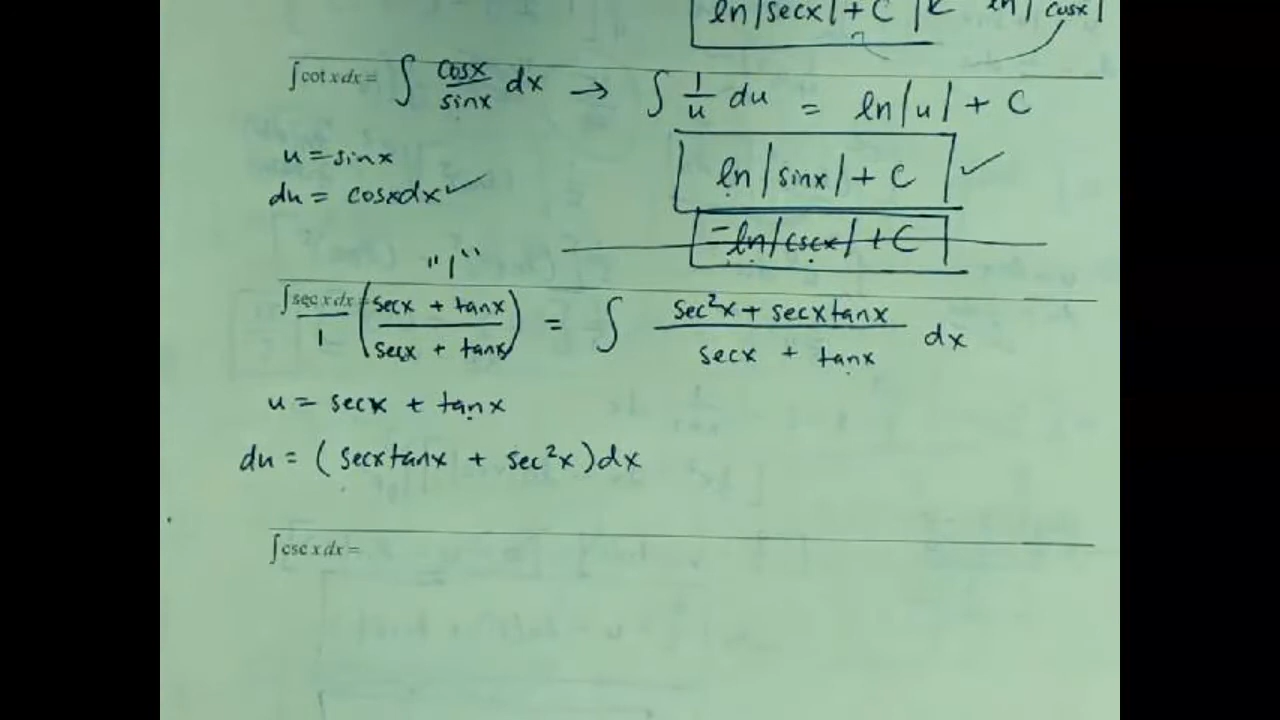 ln|secx| + C ln|cosx|
∫cot x dx = ∫ cosx/sinx dx → ∫ 1/u du = ln|u| + C
u = sinx
ln|sinx| + C ✓
du = cosxdx ✓
-ln|cscx| + C
"1"
∫sec x dx/1 (secx + tanx/secx + tanx) = ∫ sec²x + secxtanx/secx + tanx dx
u = secx + tanx
du = (secxtanx + sec²x)dx
∫csc x dx =